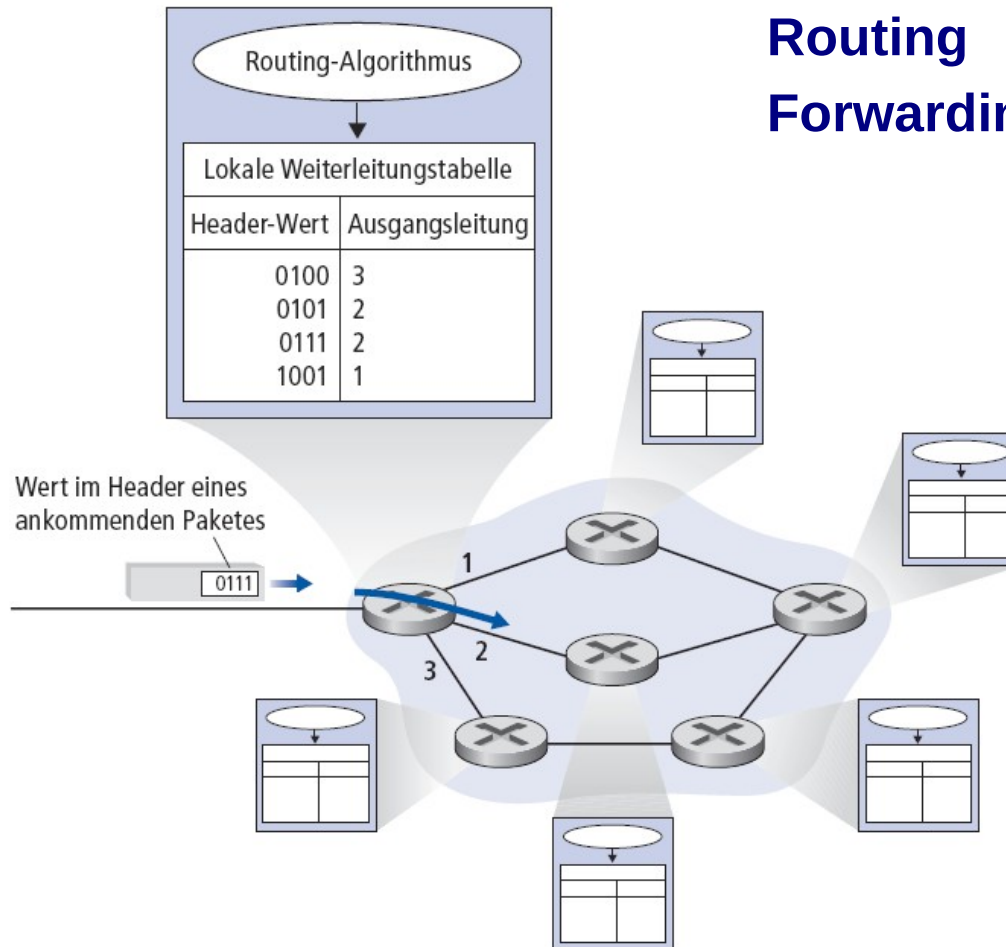 Routing
Forwardin
Routing-Algorithmus
Lokale Weiterleitungstabelle
Header-Wert Ausgangsleitung
0100 3
0101 2
0111 2
1001 1
Wert im Header eines
ankommenden Paketes
0111
1
2
3